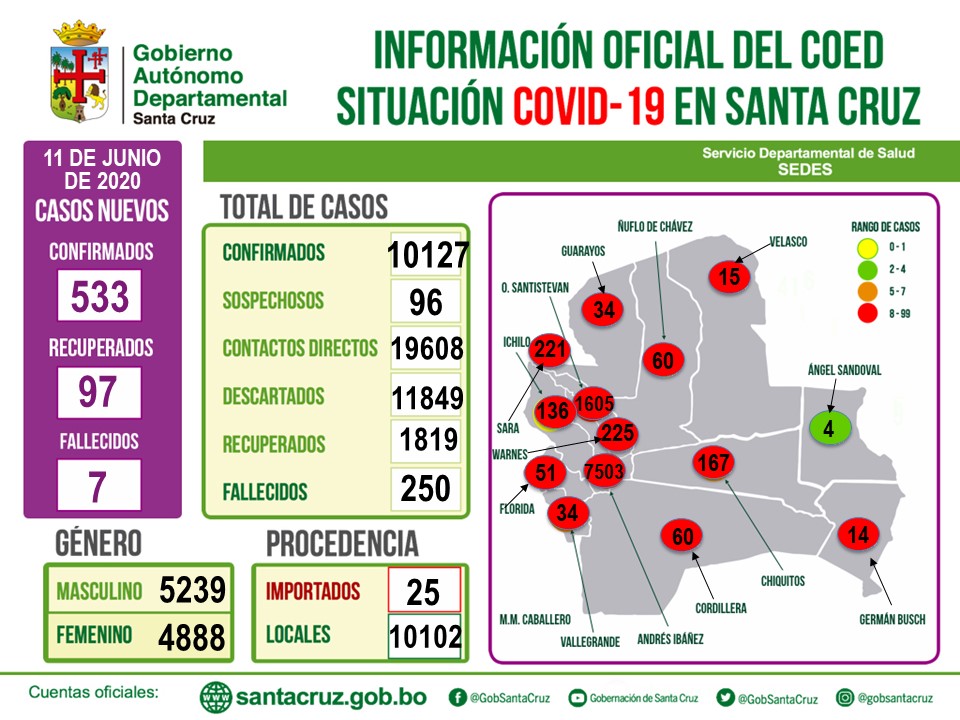 Gobierno
Autónomo
Departamental
Santa Cruz
INFORMACIÓN OFICIAL DEL COED
SITUACIÓN COVID-19 EN SANTA CRUZ
Servicio Departamental de Salud
SEDES
11 DE JUNIO
DE 2020
CASOS NUEVOS
CONFIRMADOS
533
RECUPERADOS
97
FALLECIDOS
7
TOTAL DE CASOS
CONFIRMADOS 10127
SOSPECHOSOS 96
CONTACTOS DIRECTOS 19608
DESCARTADOS 11849
RECUPERADOS 1819
FALLECIDOS 250
GÉNERO
MASCULINO 5239
FEMENINO 4888
PROCEDENCIA
IMPORTADOS 25
LOCALES 10102
ÑUFLO DE CHÁVEZ
GUARAYOS
VELASCO
O. SANTISTEVAN
ICHILO
SARA
WARNES
FLORIDA
M.M. CABALLERO
VALLEGRANDE
ANDRÉS IBÁÑEZ
CORDILLERA
CHIQUITOS
GERMÁN BUSCH
ÁNGEL SANDOVAL
15
34
221
60
136
1605
225
4
51
7503
167
34
60
14
RANGO DE CASOS
0 - 1
2 - 4
5 - 7
8 - 99
Cuentas oficiales:
www
santacruz.gob.bo
@GobSantaCruz
Gobernación de Santa Cruz
@GobSantaCruz
@gobsantacruz